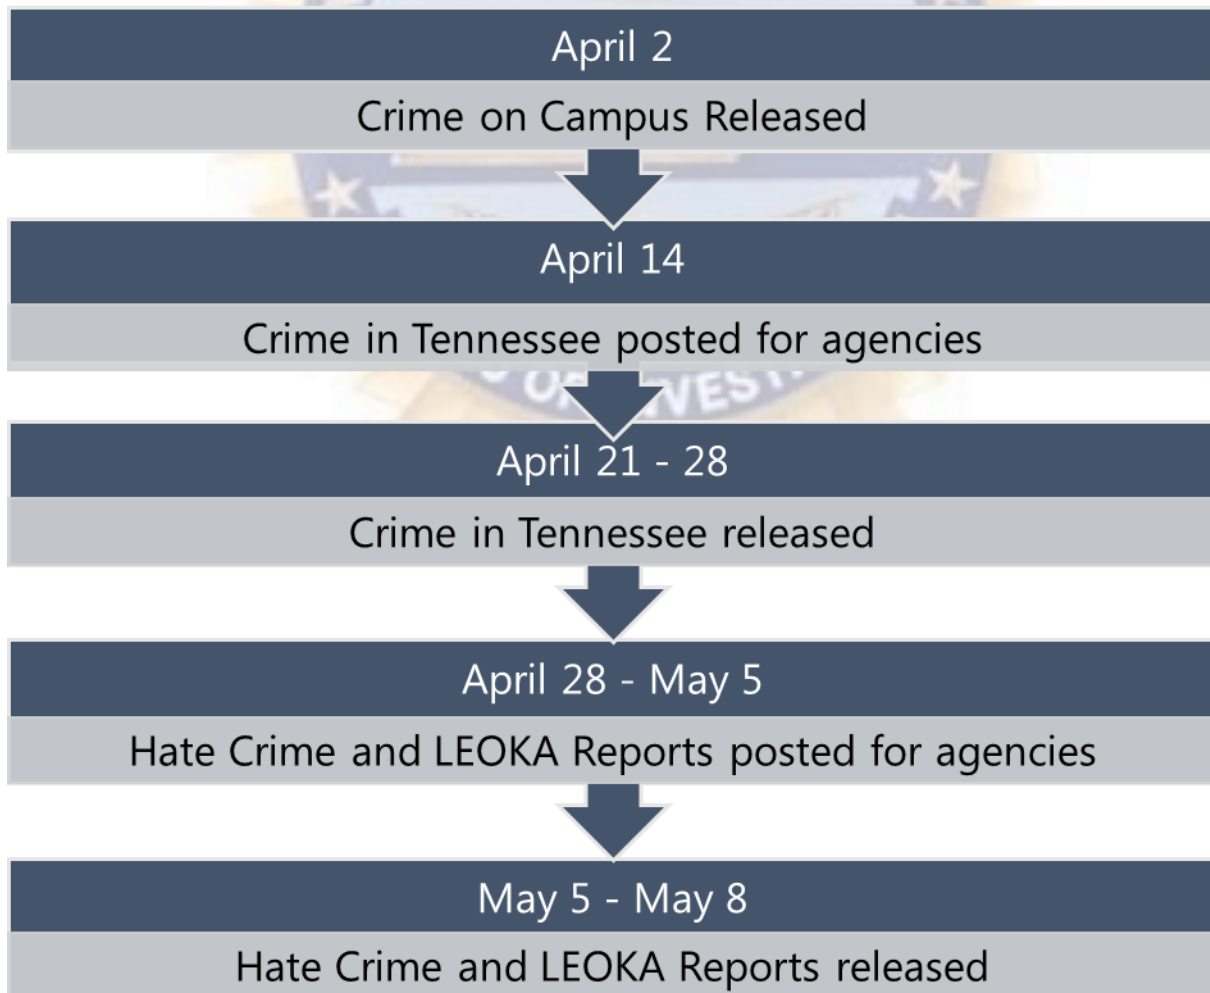 April 2
Crime on Campus Released
April 14
Crime in Tennessee posted for agencies
OF
April 21 - 28
Crime in Tennessee released
April 28 - May 5
Hate Crime and LEOKA Reports posted for agencies
May 5 - May 8
Hate Crime and LEOKA Reports released